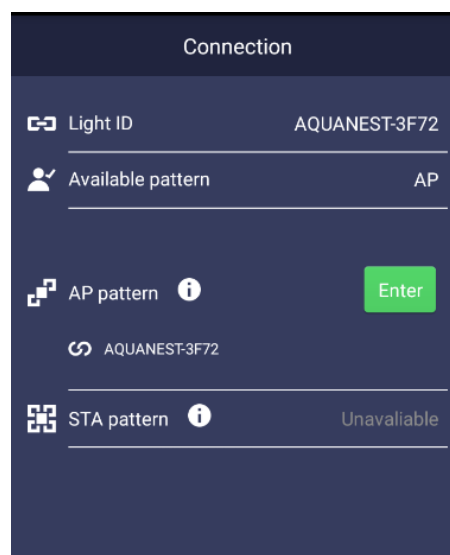 Connection
Light ID AQUANEST-3F72
Available pattern AP
AP pattern Enter
AQUANEST-3F72
STA pattern Unavaliable